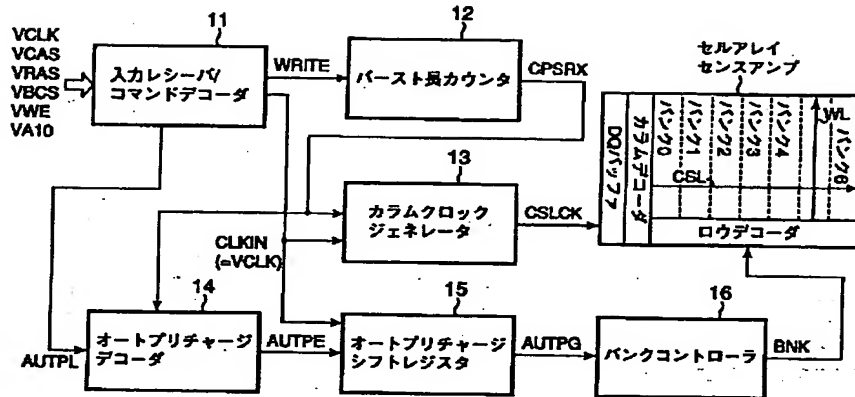 VCLK
VCAS
VRAS
VBCS
VWE
VA10
11
入力レシーバ/
コマンドデコーダ
WRITE
12
バースト長カウンタ
CPSRX
セルアレイ
センスアンプ
DQバッファ
カラムデコーダ
バンク0
バンク1
バンク2
バンク3
バンク4
バンク6
WL
CSL
ロウデコーダ
13
カラムクロック
ジェネレータ
CSLCK
CLKIN
(=VCLK)
14
オートプリチャージ
デコーダ
AUTPL
AUTPE
15
オートプリチャージ
シフトレジスタ
AUTPG
16
バンクコントローラ
BNK